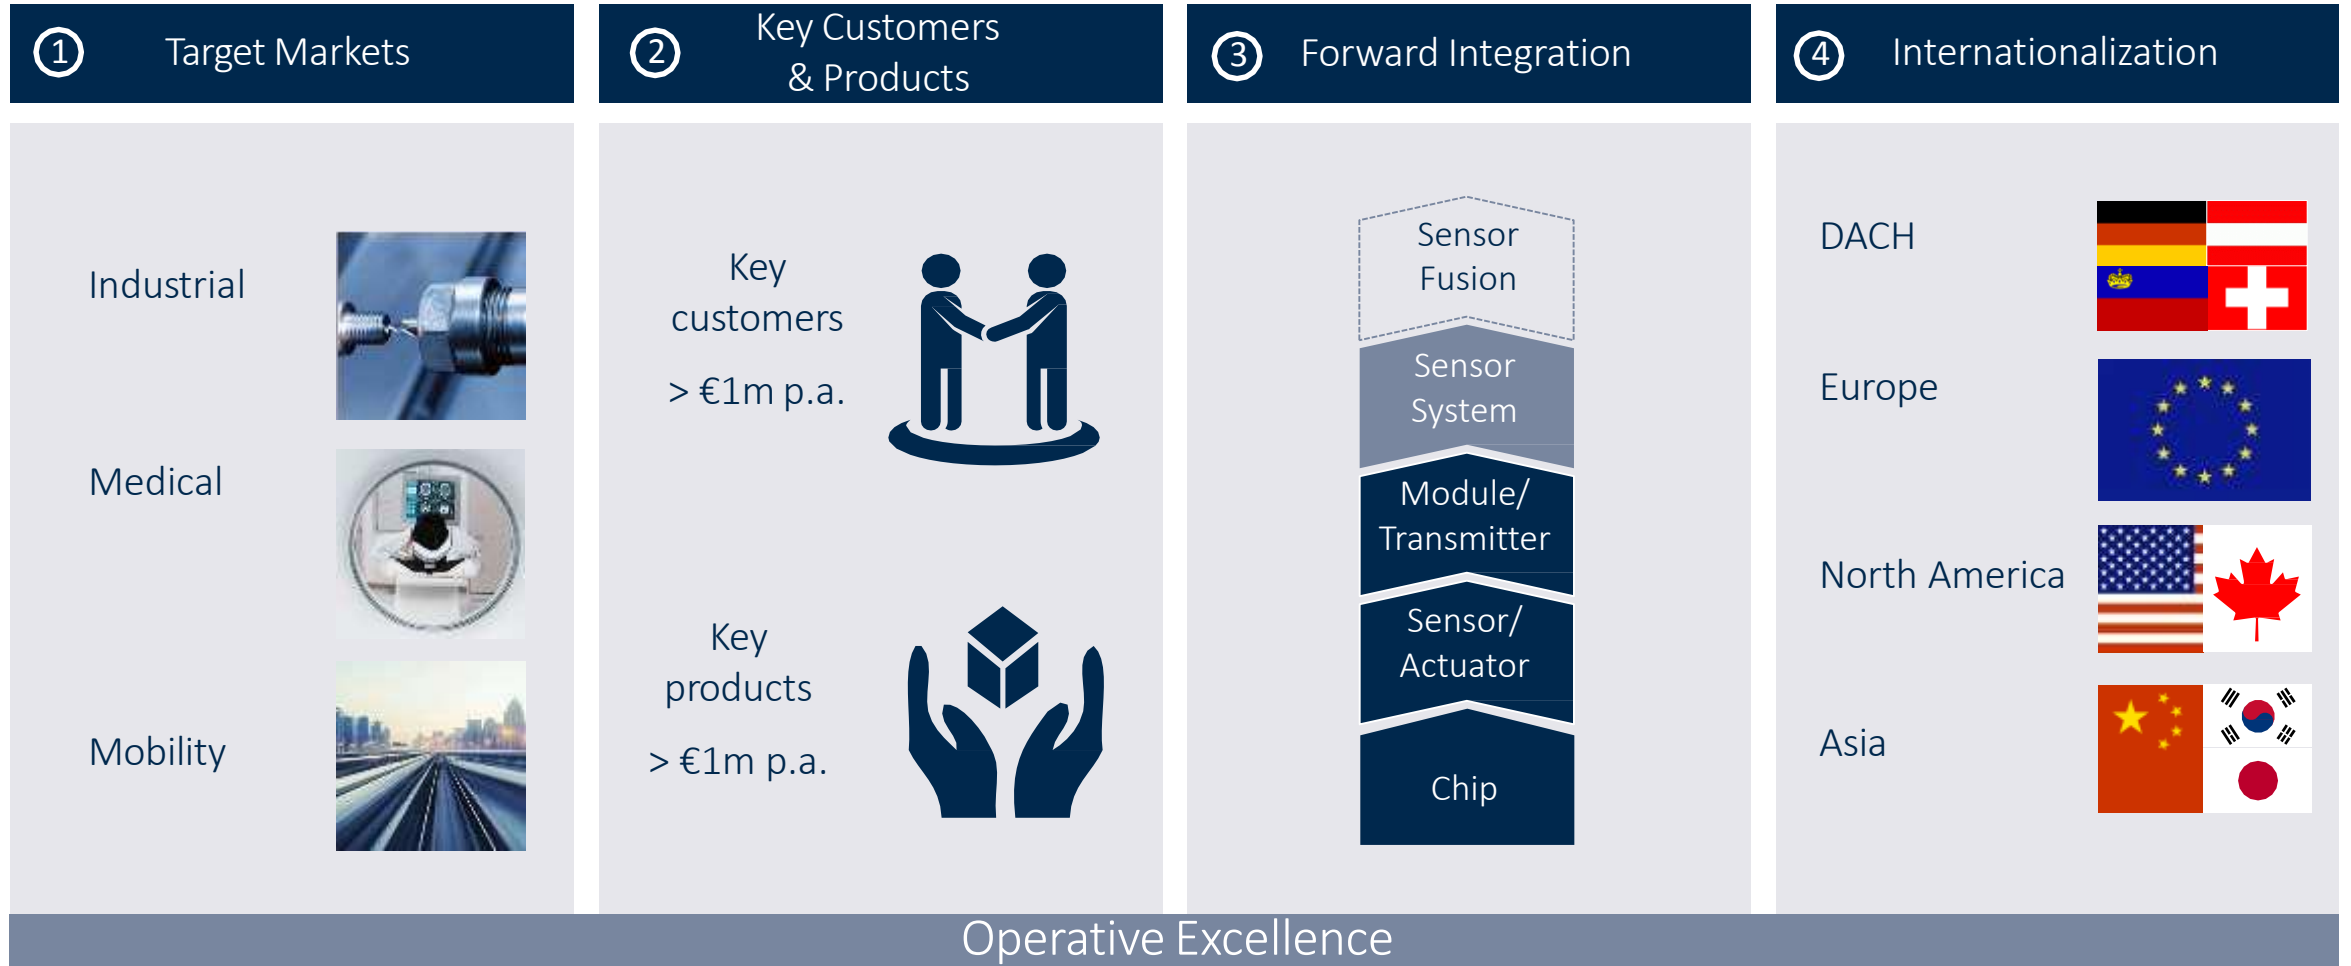 1
Target Markets
Industrial
Medical
Mobility
2
Key Customers
& Products
Key
customers
> €1m p.a.
Key
products
> €1m p.a.
3
Forward Integration
Sensor
Fusion
Sensor
System
Module/
Transmitter
Sensor/
Actuator
Chip
4
Internationalization
DACH
Europe
North America
Asia
Operative Excellence